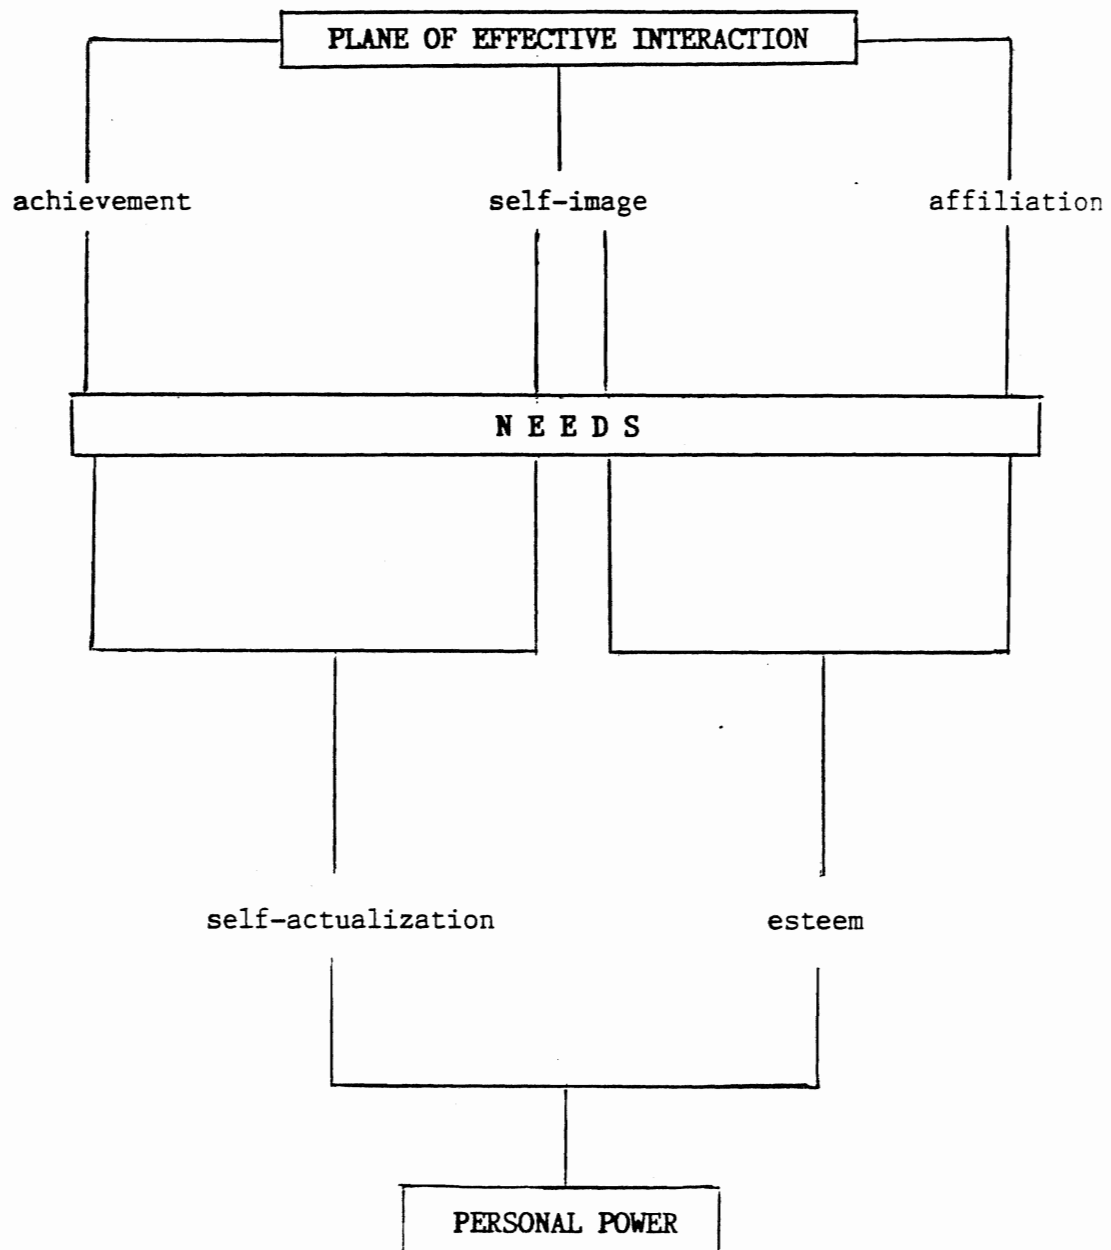 PLANE OF EFFECTIVE INTERACTION
achievement self-image affiliation
N E E D S
self-actualization esteem
PERSONAL POWER